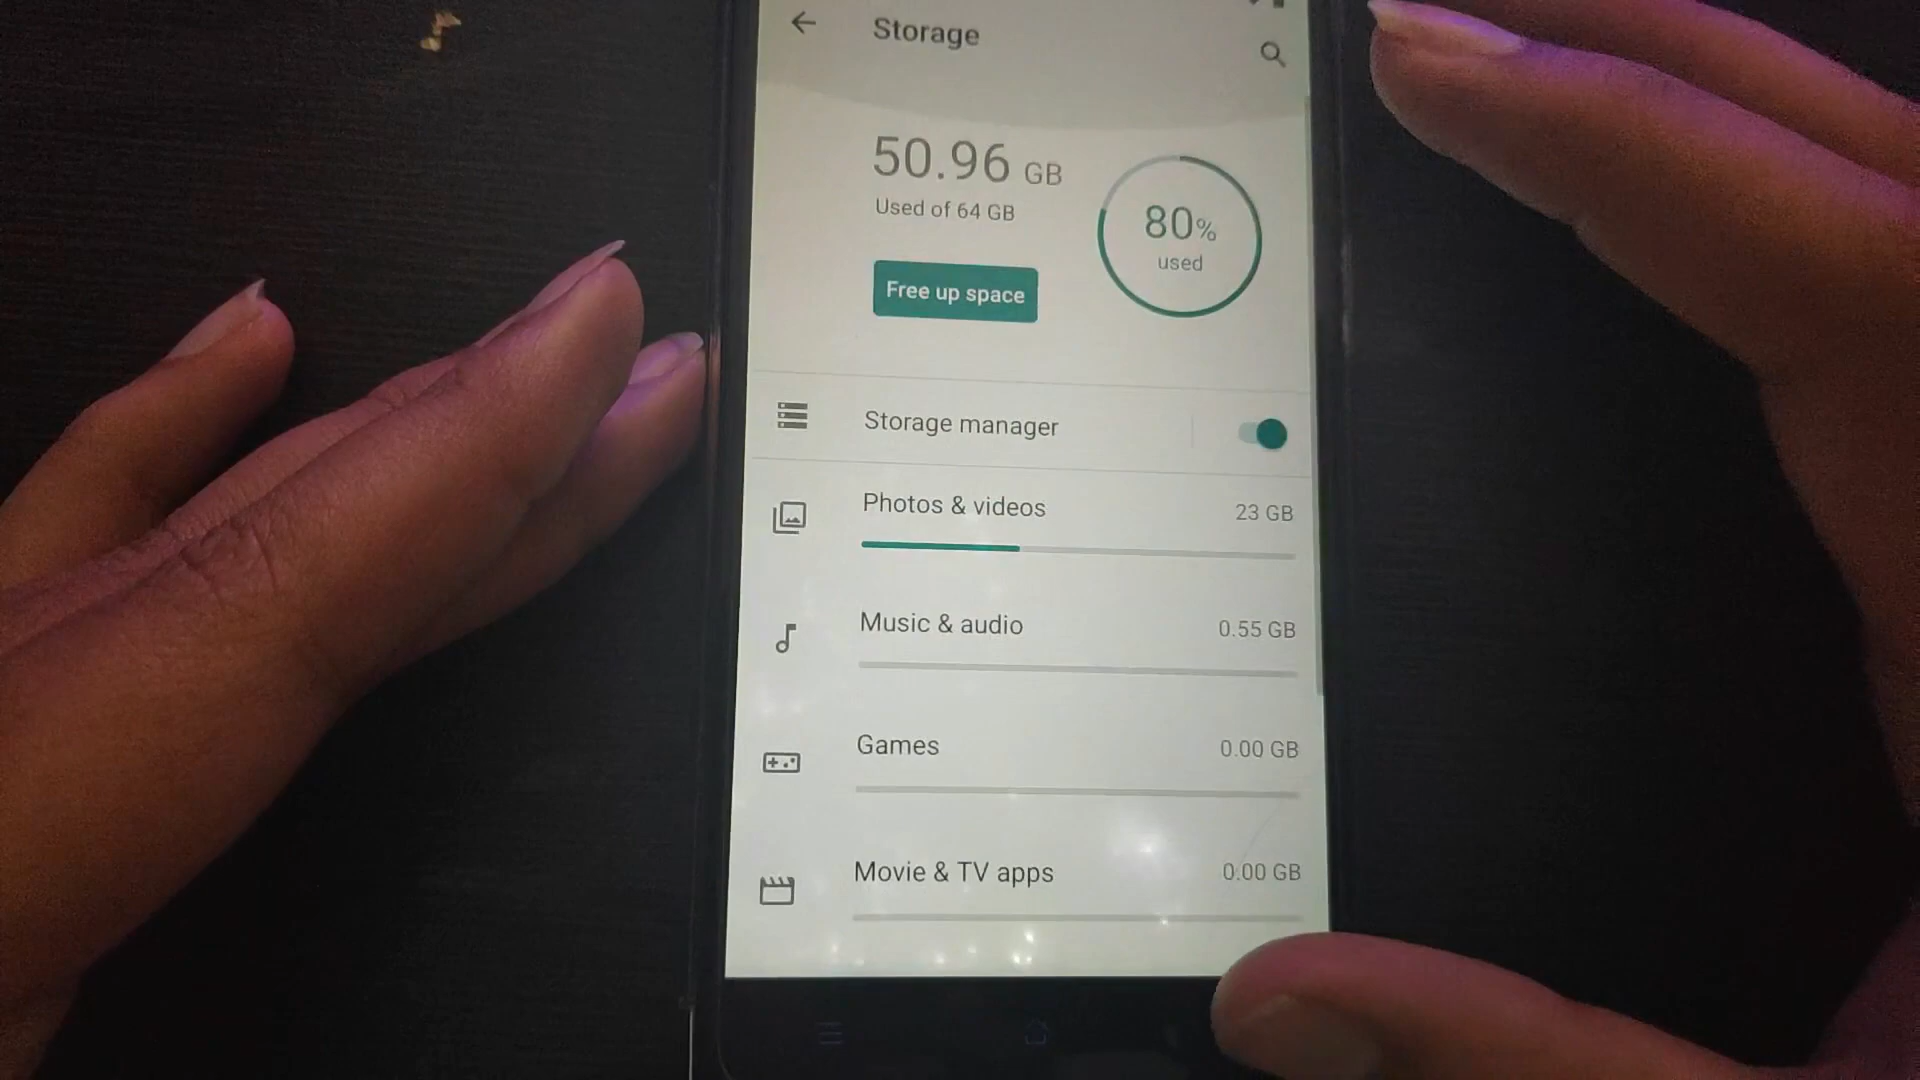 Storage
50.96 GB
Used of 64 GB
80%
used
Free up space
Storage manager
Photos & videos 23 GB
Music & audio 0.55 GB
Games 0.00 GB
Movie & TV apps 0.00 GB